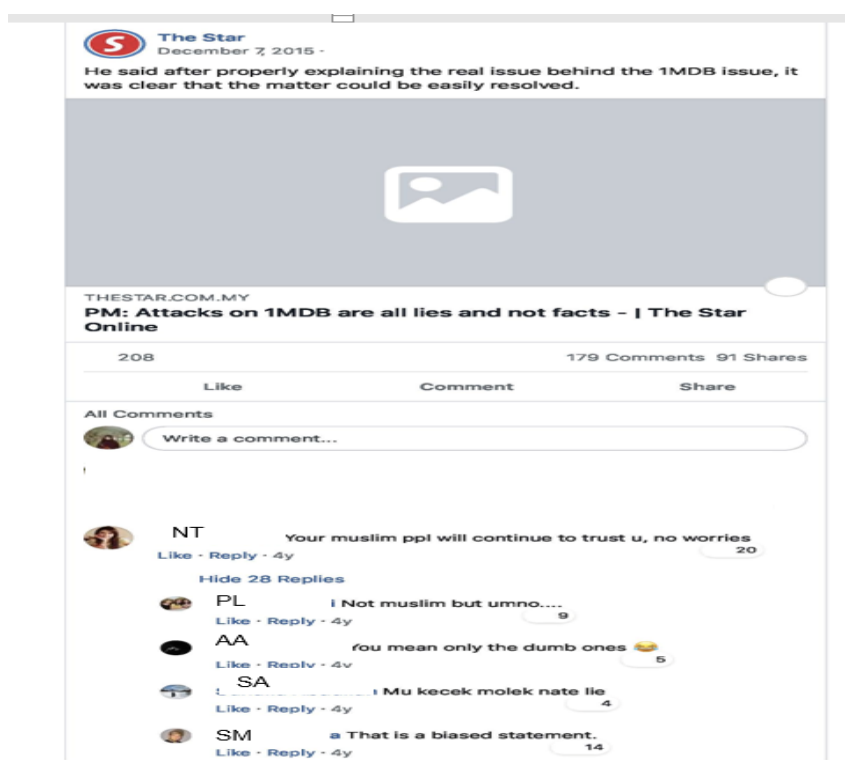 The Star
December 7, 2015 ·
He said after properly explaining the real issue behind the 1MDB issue, it
was clear that the matter could be easily resolved.
THESTAR.COM.MY
PM: Attacks on 1MDB are all lies and not facts - | The Star
Online
208 179 Comments 91 Shares
Like Comment Share
All Comments
Write a comment...
NT Your muslim ppl will continue to trust u, no worries
20
Like · Reply · 4y
Hide 28 Replies
PL i Not muslim but umno....
9
Like · Reply · 4y
AA You mean only the dumb ones 😂
5
Like · Reply · 4y
SA Mu kecek molek nate lie
4
Like · Reply · 4y
SM a That is a biased statement.
14
Like · Reply · 4y